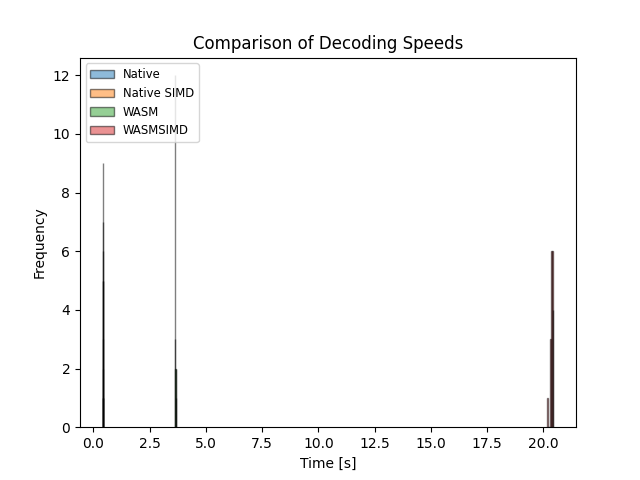 Comparison of Decoding Speeds
Native
Native SIMD
WASM
WASMSIMD
12
10
8
6
4
2
0
Frequency
0.0 2.5 5.0 7.5 10.0 12.5 15.0 17.5 20.0
Time [s]